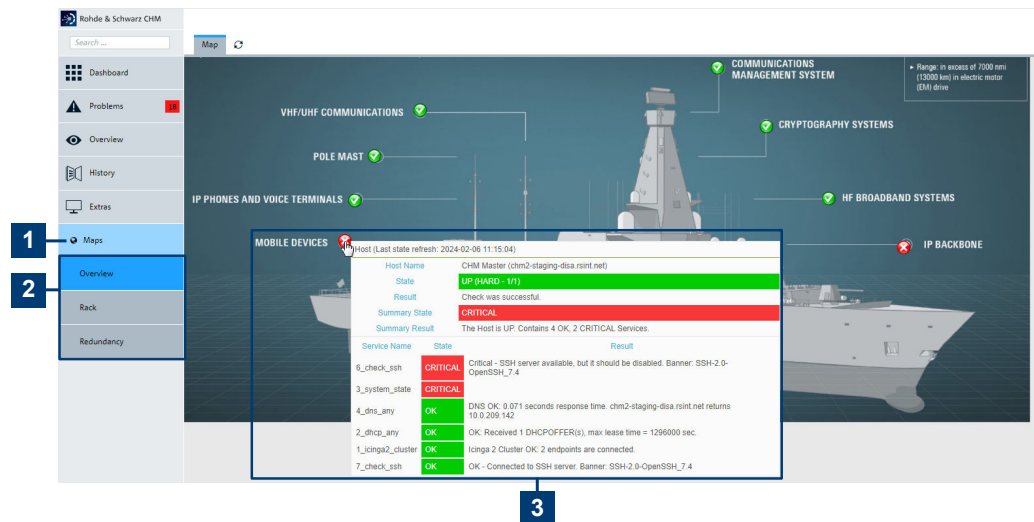 Rohde & Schwarz CHM
Search ...
Map
Dashboard
Problems
18
Overview
History
Extras
1
Maps
2
Overview
Rack
Redundancy
COMMUNICATIONS
MANAGEMENT SYSTEM
▸ Range: in excess of 7000 nmi
(13000 km) in electric motor
(EM) drive
VHF/UHF COMMUNICATIONS
CRYPTOGRAPHY SYSTEMS
POLE MAST
IP PHONES AND VOICE TERMINALS
HF BROADBAND SYSTEMS
MOBILE DEVICES
IP BACKBONE
Host (Last state refresh: 2024-02-06 11:15:04)
Host Name CHM Master (chm2-staging-disa.rsint.net)
State UP (HARD - 1/1)
Result Check was successful.
Summary State CRITICAL
Summary Result The Host is UP. Contains 4 OK, 2 CRITICAL Services.
Service Name State Result
6_check_ssh CRITICAL Critical - SSH server available, but it should be disabled. Banner: SSH-2.0-
OpenSSH_7.4
3_system_state CRITICAL
4_dns_any OK DNS OK: 0.071 seconds response time. chm2-staging-disa.rsint.net returns
10.0.209.142
2_dhcp_any OK OK: Received 1 DHCPOFFER(s), max lease time = 1296000 sec.
1_icinga2_cluster OK Icinga 2 Cluster OK: 2 endpoints are connected.
7_check_ssh OK OK - Connected to SSH server. Banner: SSH-2.0-OpenSSH_7.4
3